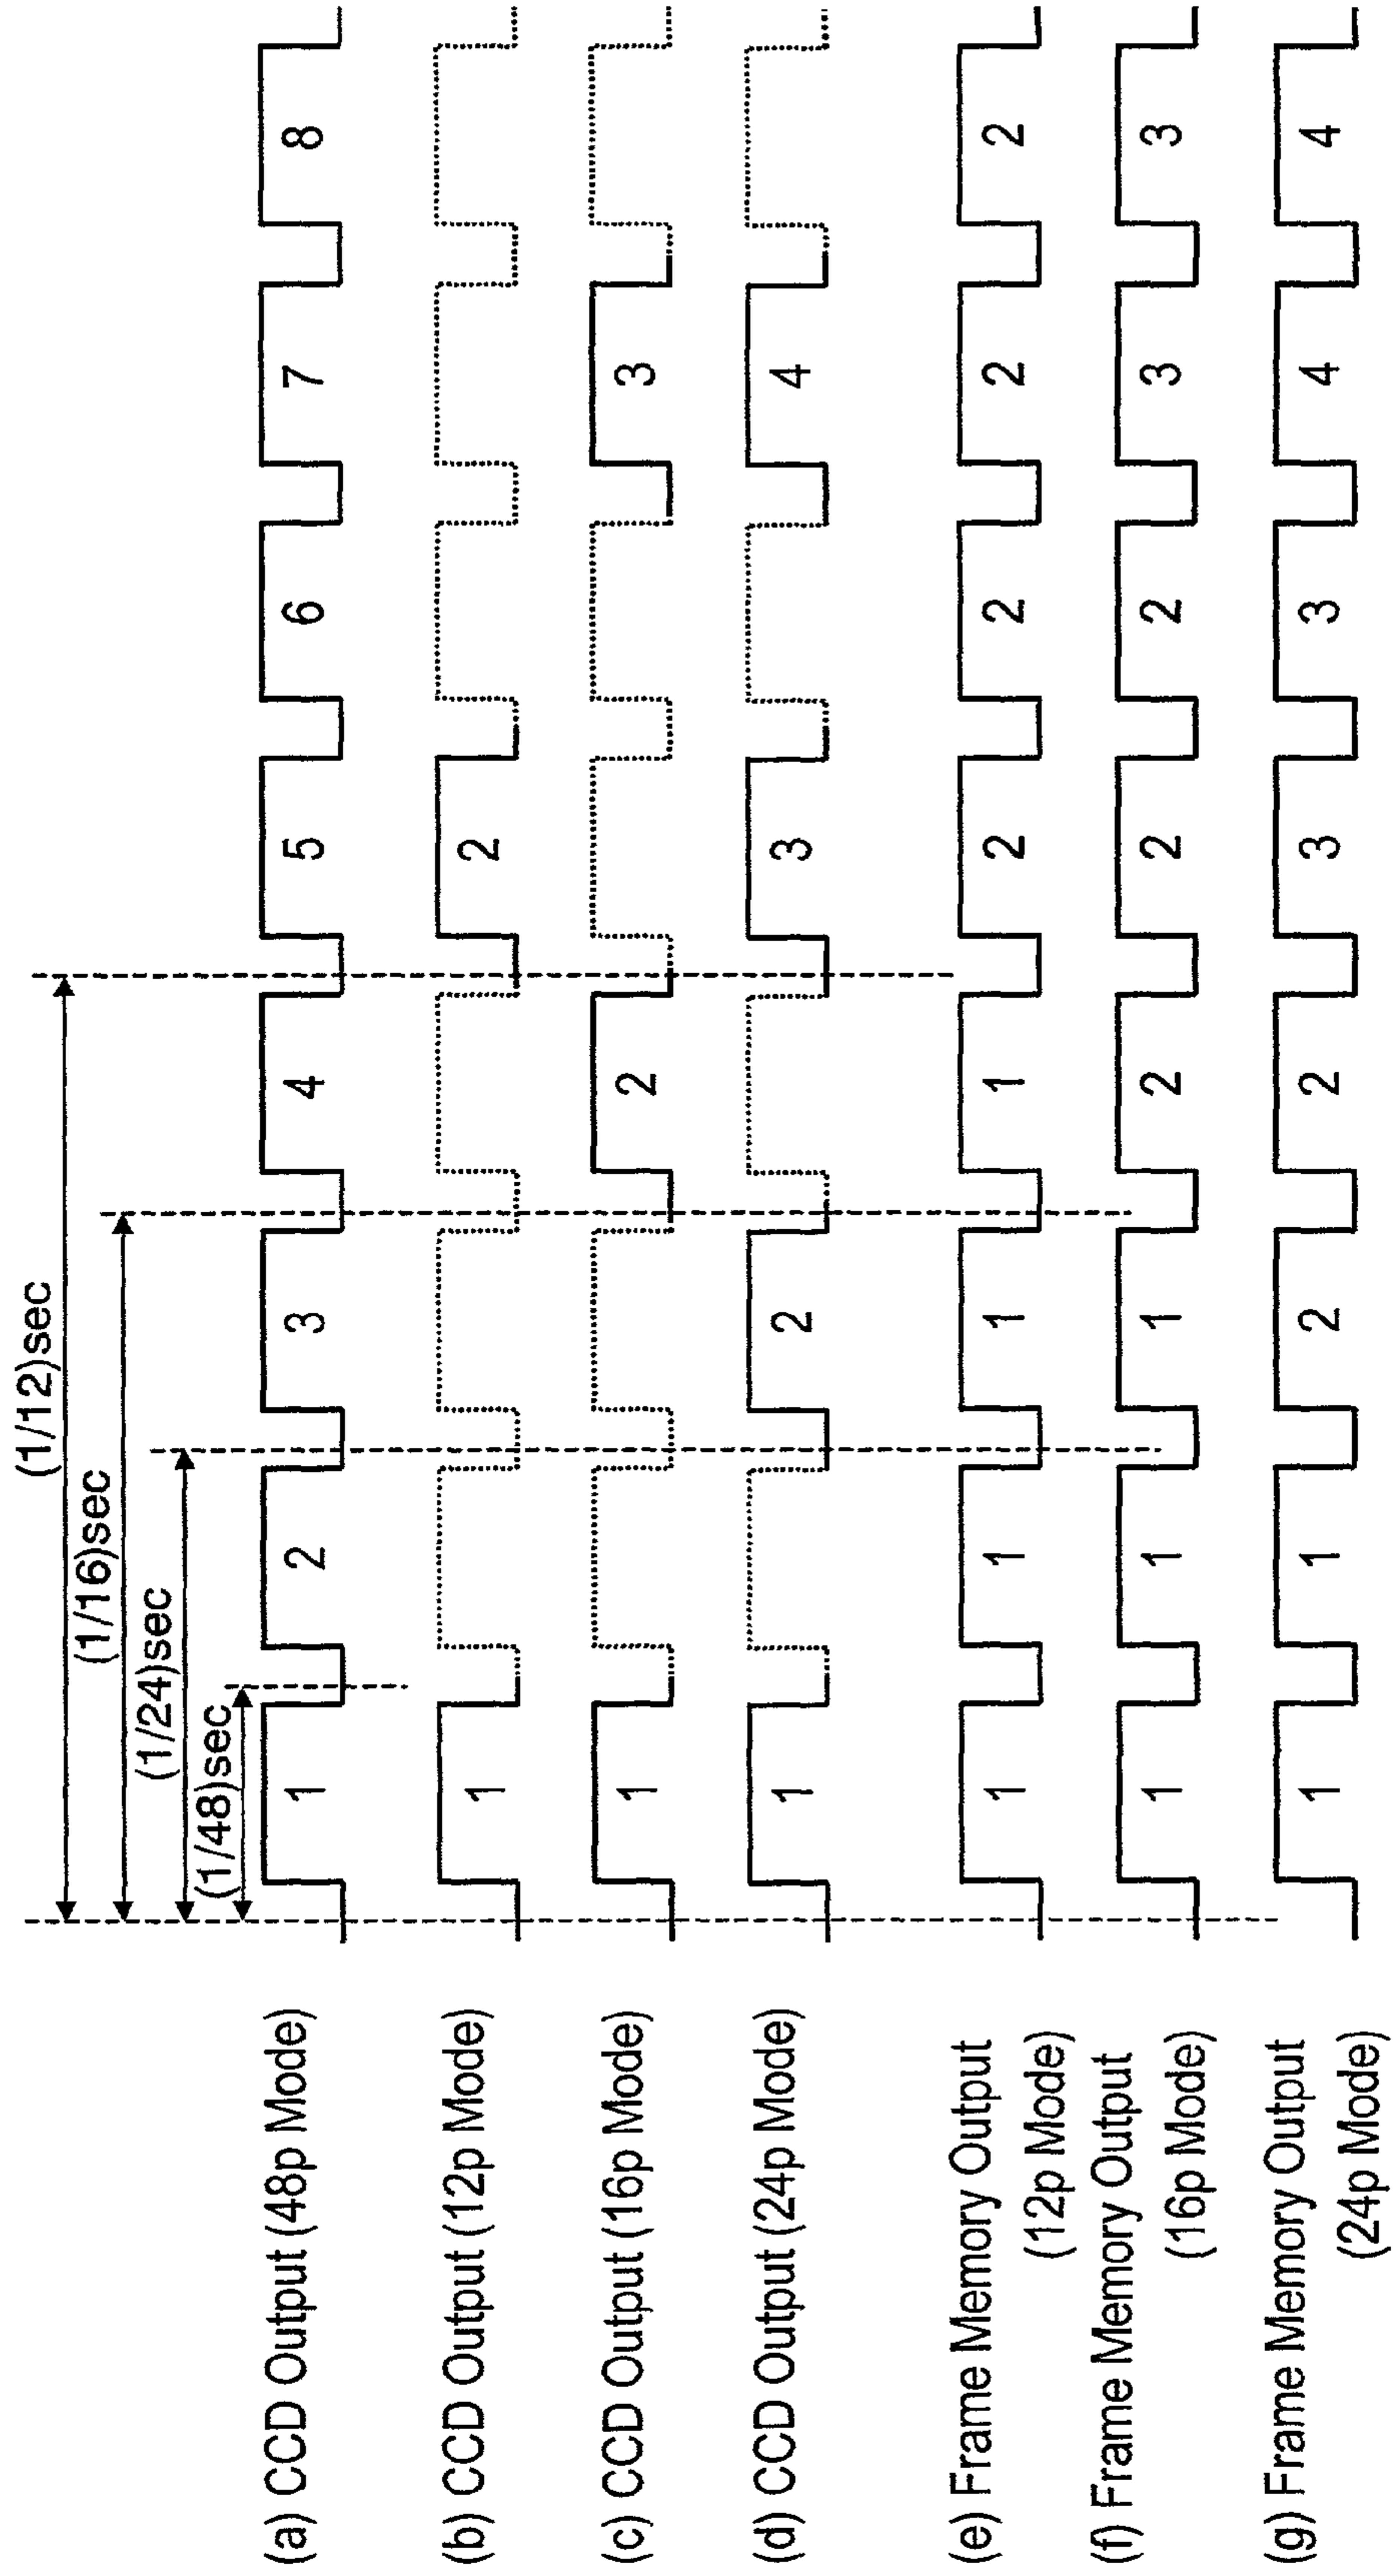 (1/12)sec
(1/16)sec
(1/24)sec
(1/48)sec
(a) CCD Output (48p Mode) 1 2 3 4 5 6 7 8
(b) CCD Output (12p Mode) 1 2
(c) CCD Output (16p Mode) 1 2 3
(d) CCD Output (24p Mode) 1 2 3 4
(e) Frame Memory Output 1 1 1 1 2 2 2 2
(12p Mode)
(f) Frame Memory Output 1 1 1 2 2 2 3 3
(16p Mode)
(g) Frame Memory Output 1 1 2 2 3 3 4 4
(24p Mode)